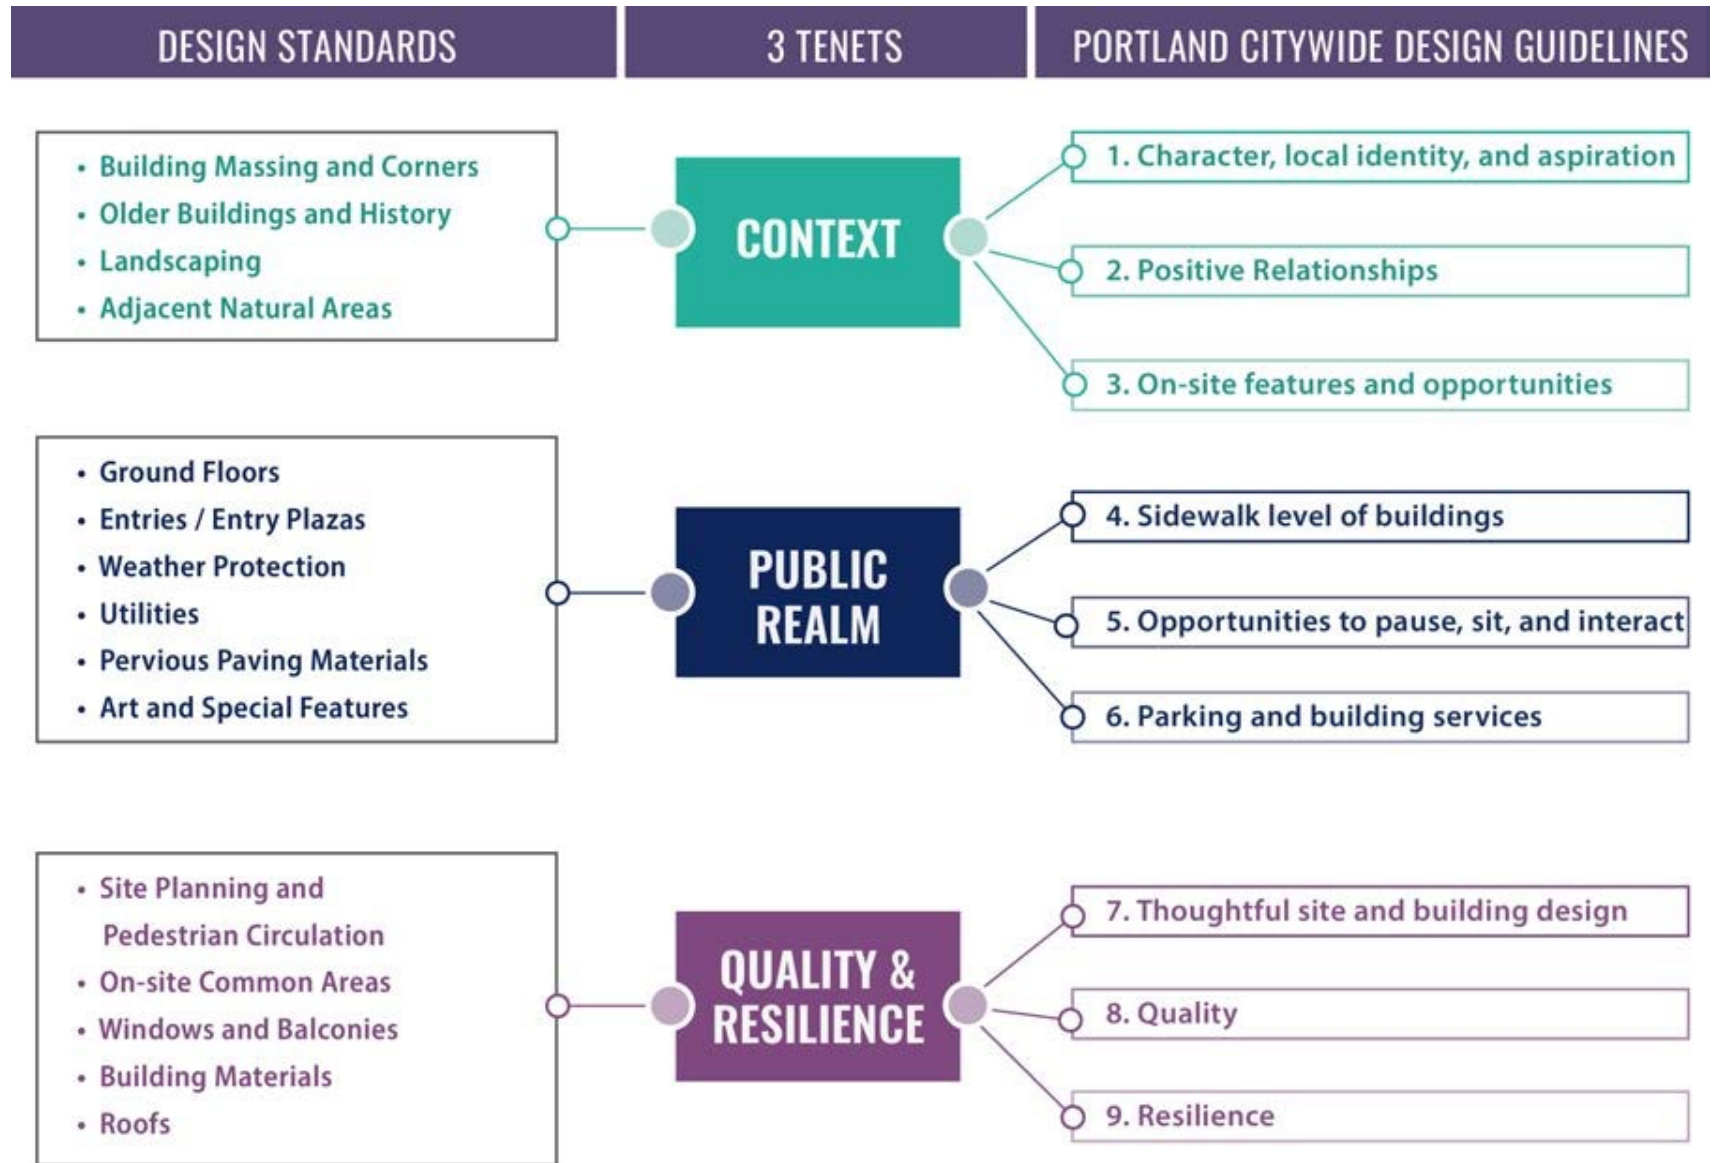 DESIGN STANDARDS
3 TENETS
PORTLAND CITYWIDE DESIGN GUIDELINES
• Building Massing and Corners
• Older Buildings and History
• Landscaping
• Adjacent Natural Areas
CONTEXT
1. Character, local identity, and aspiration
2. Positive Relationships
3. On-site features and opportunities
• Ground Floors
• Entries / Entry Plazas
• Weather Protection
• Utilities
• Pervious Paving Materials
• Art and Special Features
PUBLIC
REALM
4. Sidewalk level of buildings
5. Opportunities to pause, sit, and interact
6. Parking and building services
• Site Planning and
Pedestrian Circulation
• On-site Common Areas
• Windows and Balconies
• Building Materials
• Roofs
QUALITY &
RESILIENCE
7. Thoughtful site and building design
8. Quality
9. Resilience